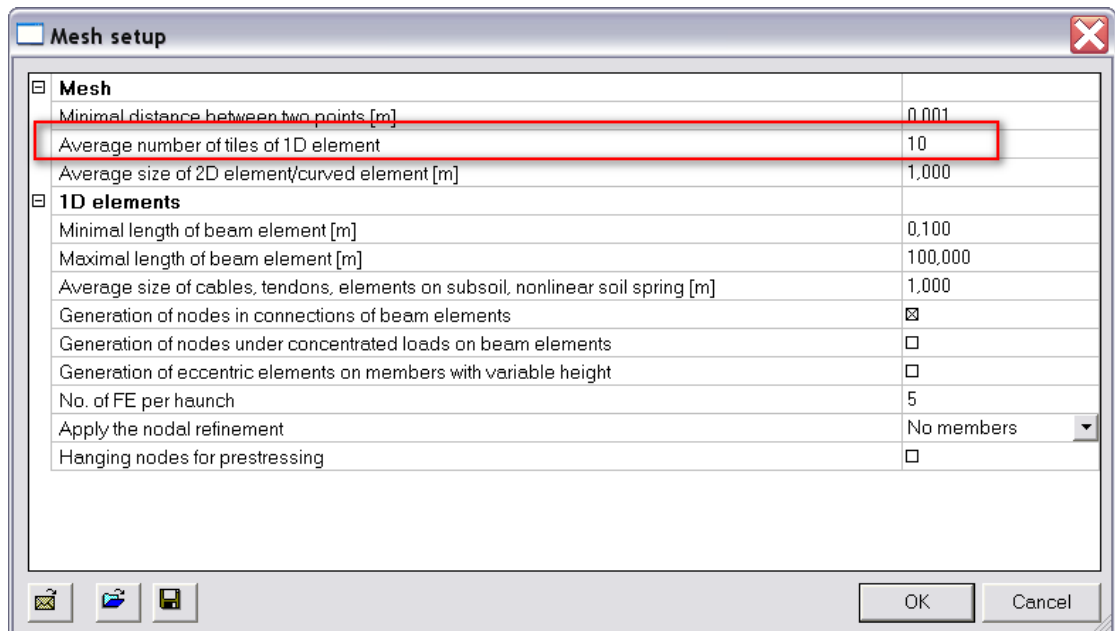 Mesh setup
Mesh
Minimal distance between two points [m] 0,001
Average number of tiles of 1D element 10
Average size of 2D element/curved element [m] 1,000
1D elements
Minimal length of beam element [m] 0,100
Maximal length of beam element [m] 100,000
Average size of cables, tendons, elements on subsoil, nonlinear soil spring [m] 1,000
Generation of nodes in connections of beam elements
Generation of nodes under concentrated loads on beam elements
Generation of eccentric elements on members with variable height
No. of FE per haunch 5
Apply the nodal refinement No members
Hanging nodes for prestressing
OK Cancel